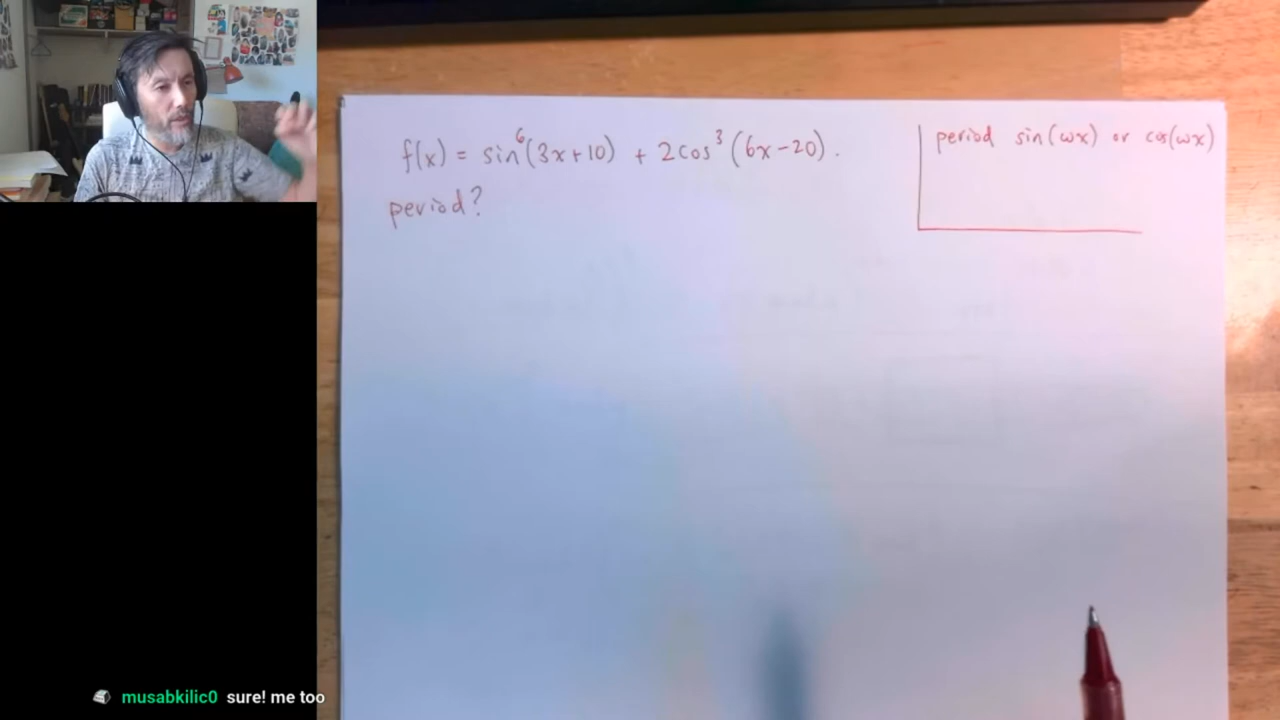 f(x) = sin⁶(3x+10) + 2cos³(6x-20).
period?
period sin(ωx) or cos(ωx)
musabkilic0 sure! me too